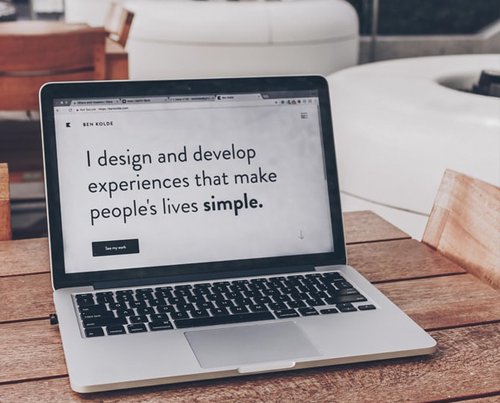 BEN KOLDE
I design and develop
experiences that make
people's lives simple.
See my work